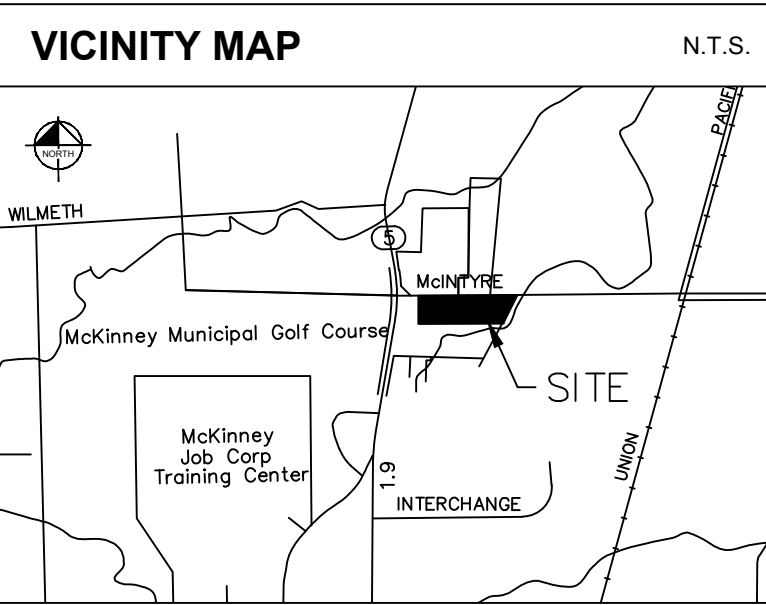 VICINITY MAP
N.T.S.
NORTH
WILMETH
5
McINTYRE
McKinney Municipal Golf Course
SITE
McKinney
Job Corp
Training Center
1.9
INTERCHANGE
UNION